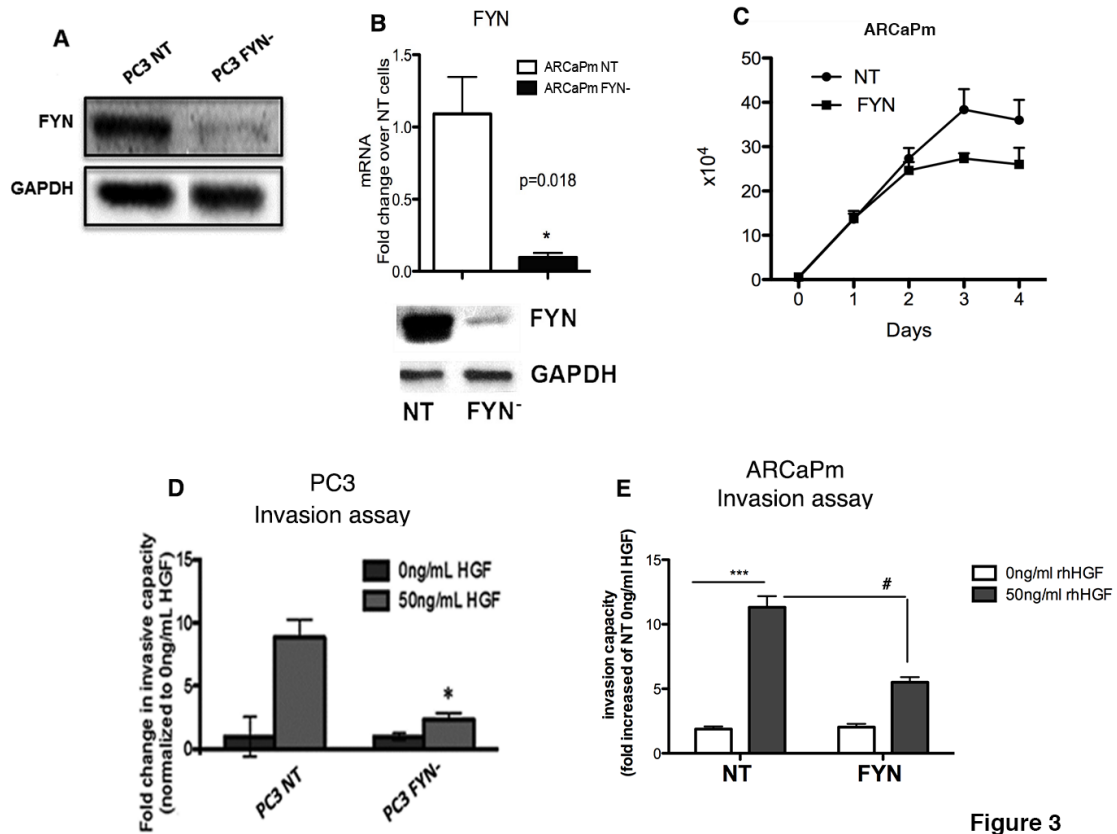 A
PC3 NT
PC3 FYN-
FYN
GAPDH
B
FYN
mRNA
Fold change over NT cells
1.5
1.0
0.5
0.0
ARCaPm NT
ARCaPm FYN-
p=0.018
*
FYN
GAPDH
NT FYN-
C
ARCaPm
NT
FYN
x104
50
40
30
20
10
0
0 1 2 3 4
Days
D
PC3
Invasion assay
Fold change in invasive capacity
(normalized to 0ng/mL HGF)
15
10
5
0
0ng/mL HGF
50ng/mL HGF
*
PC3 NT
PC3 FYN-
E
ARCaPm
Invasion assay
invasion capacity
(fold increased of NT 0ng/ml HGF)
15
10
5
0
***
#
0ng/ml rhHGF
50ng/ml rhHGF
NT FYN
Figure 3